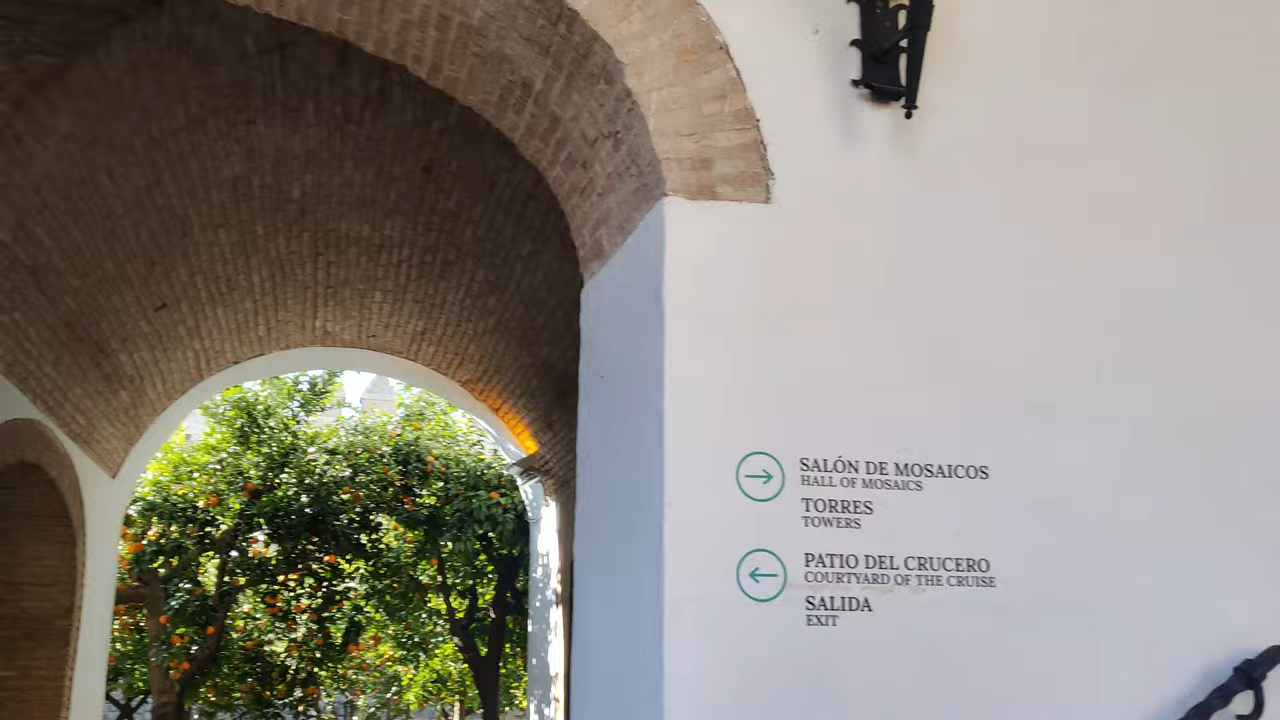 SALÓN DE MOSAICOS
HALL OF MOSAICS
TORRES
TOWERS
PATIO DEL CRUCERO
COURTYARD OF THE CRUISE
SALIDA
EXIT